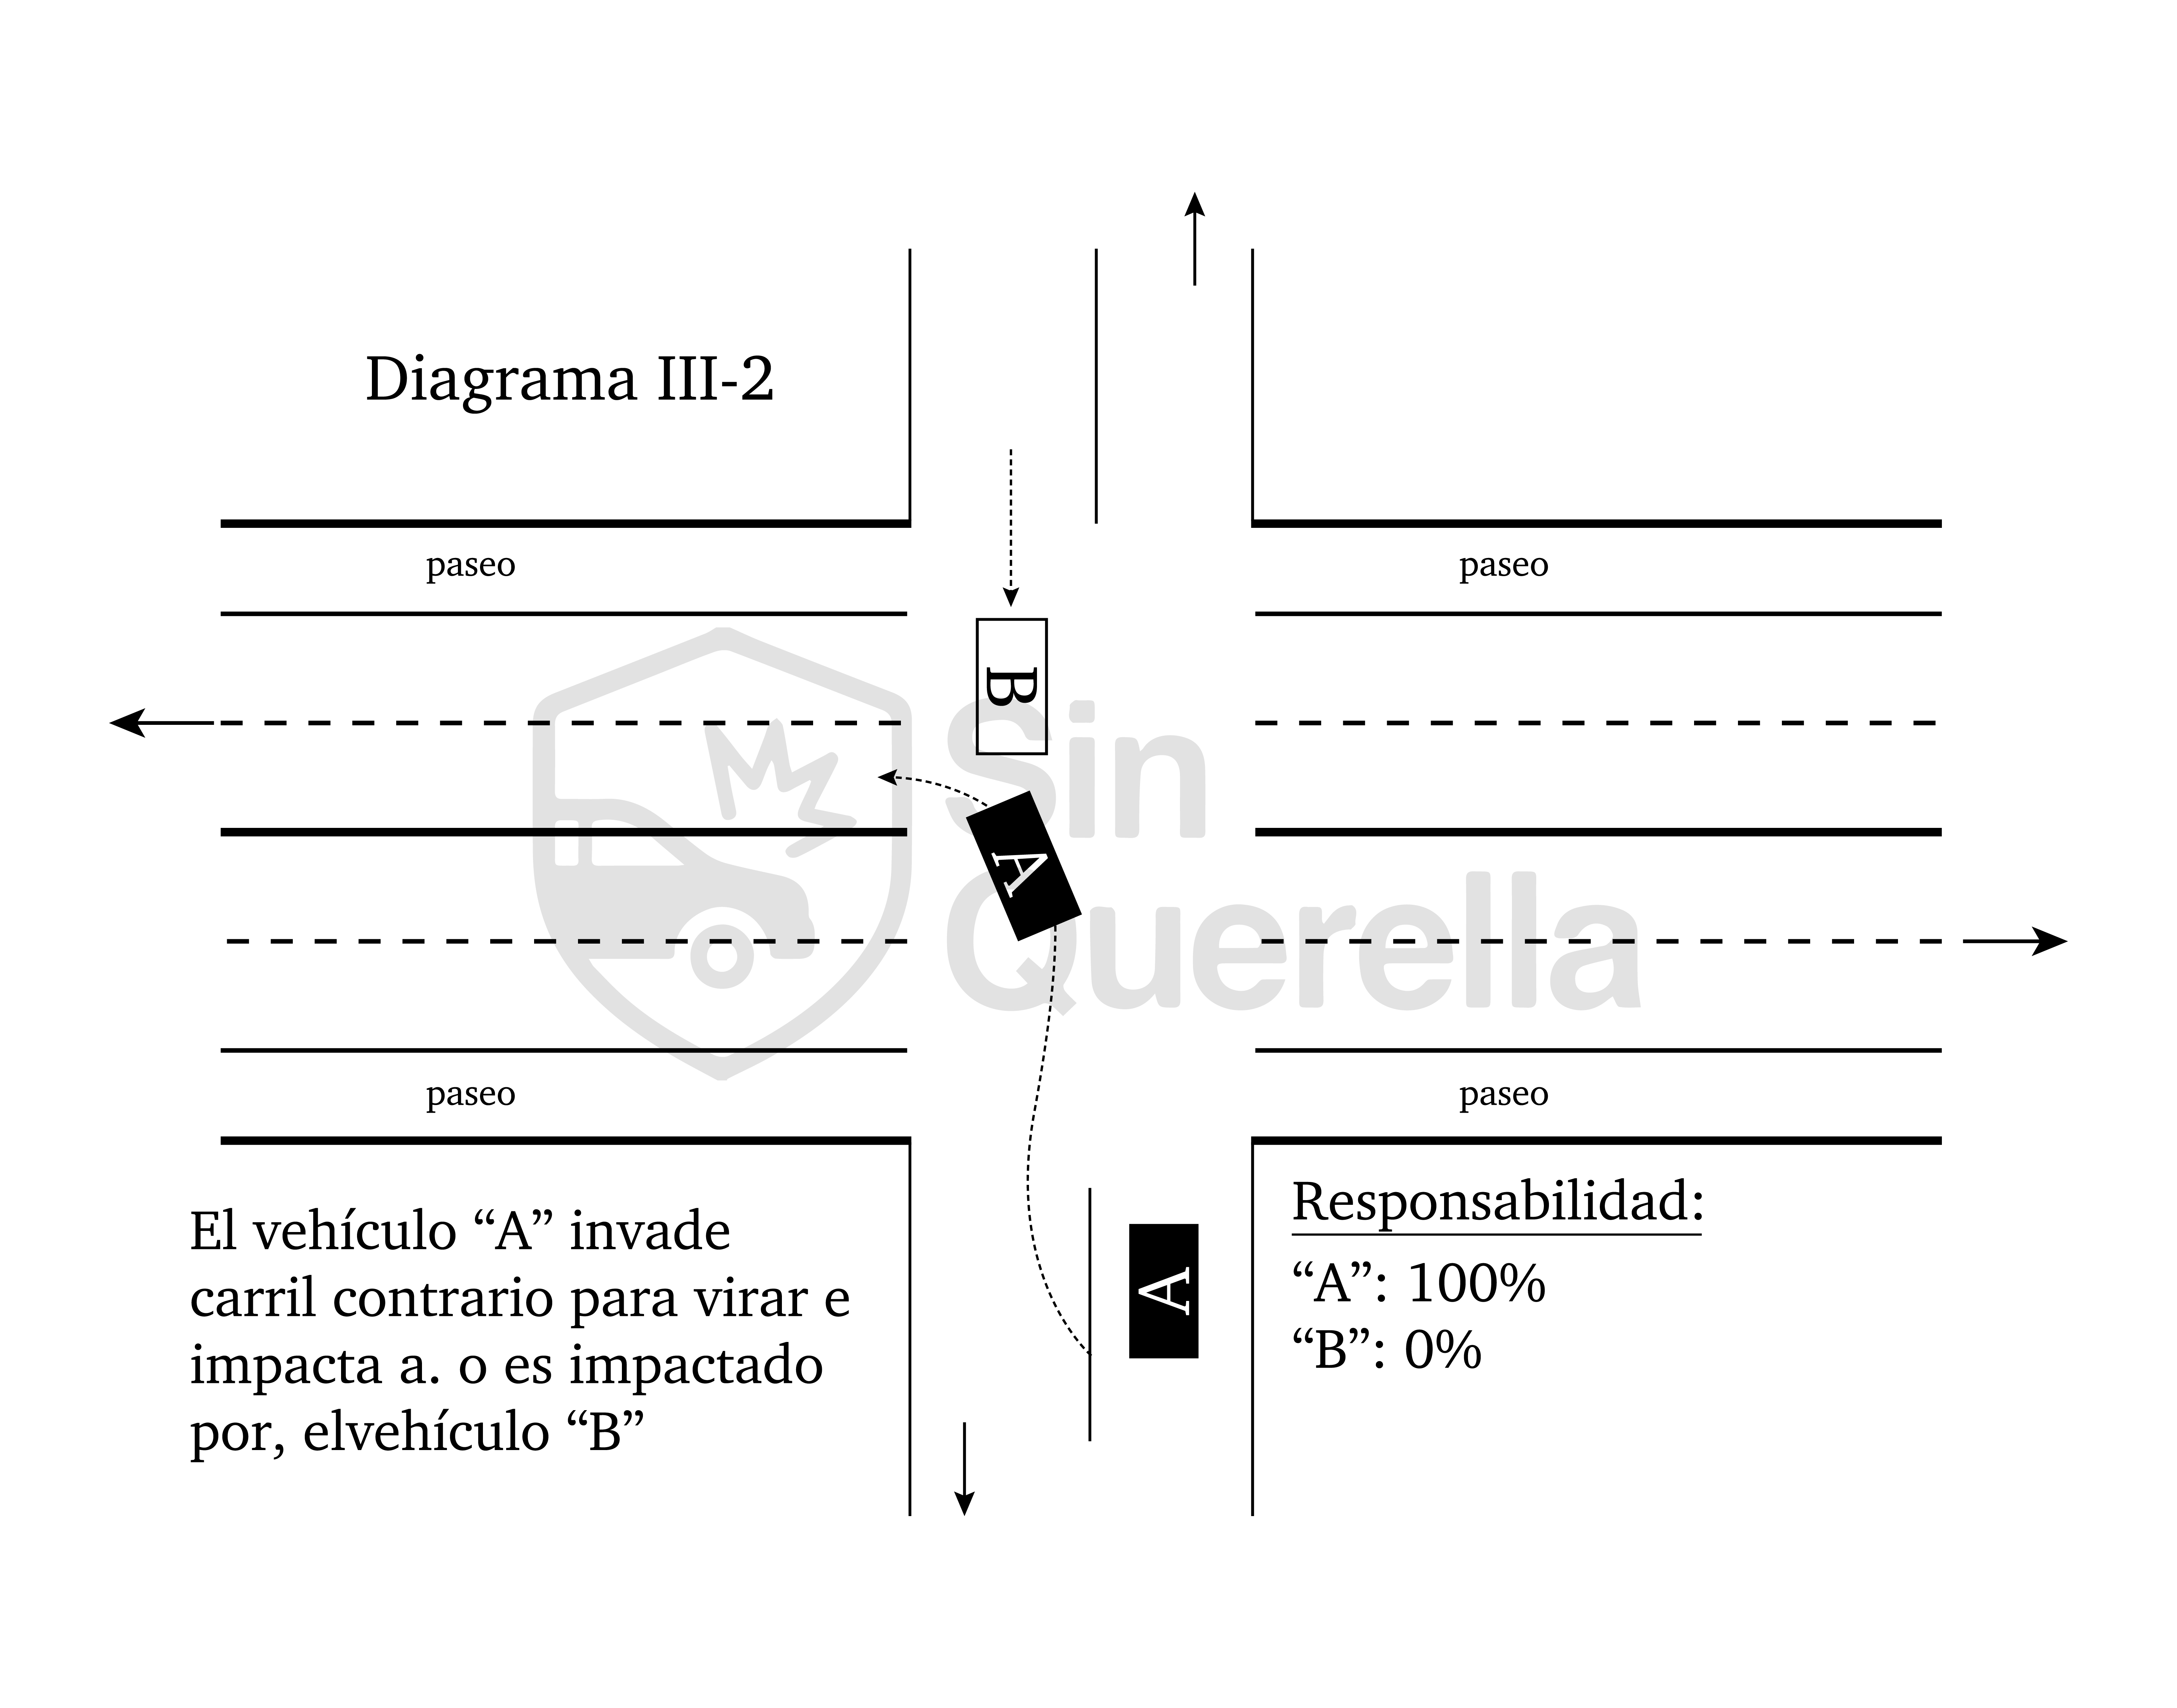 Diagrama III-2
paseo
paseo
B
Sin
A
Querella
paseo
paseo
El vehículo “A” invade
carril contrario para virar e
impacta a. o es impactado
por, elvehículo “B”
A
Responsabilidad:
“A”: 100%
“B”: 0%